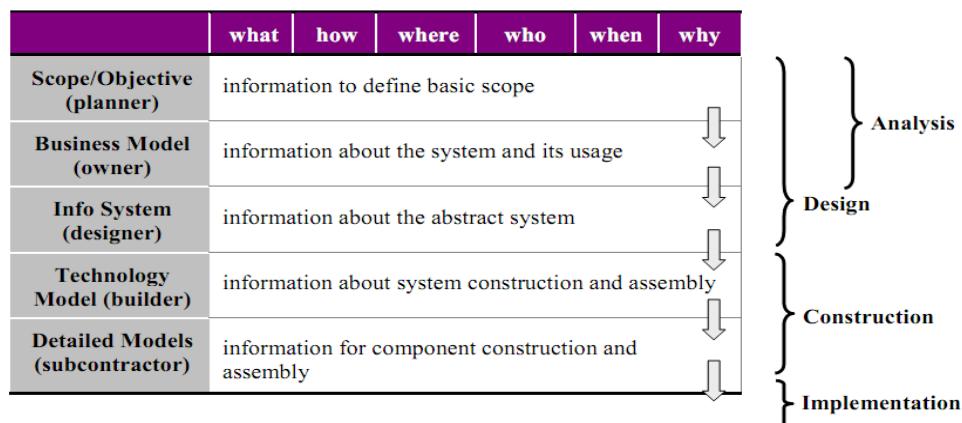 what how where who when why
Scope/Objective
(planner)
information to define basic scope
Business Model
(owner)
information about the system and its usage
Info System
(designer)
information about the abstract system
Technology
Model (builder)
information about system construction and assembly
Detailed Models
(subcontractor)
information for component construction and
assembly
Analysis
Design
Construction
Implementation